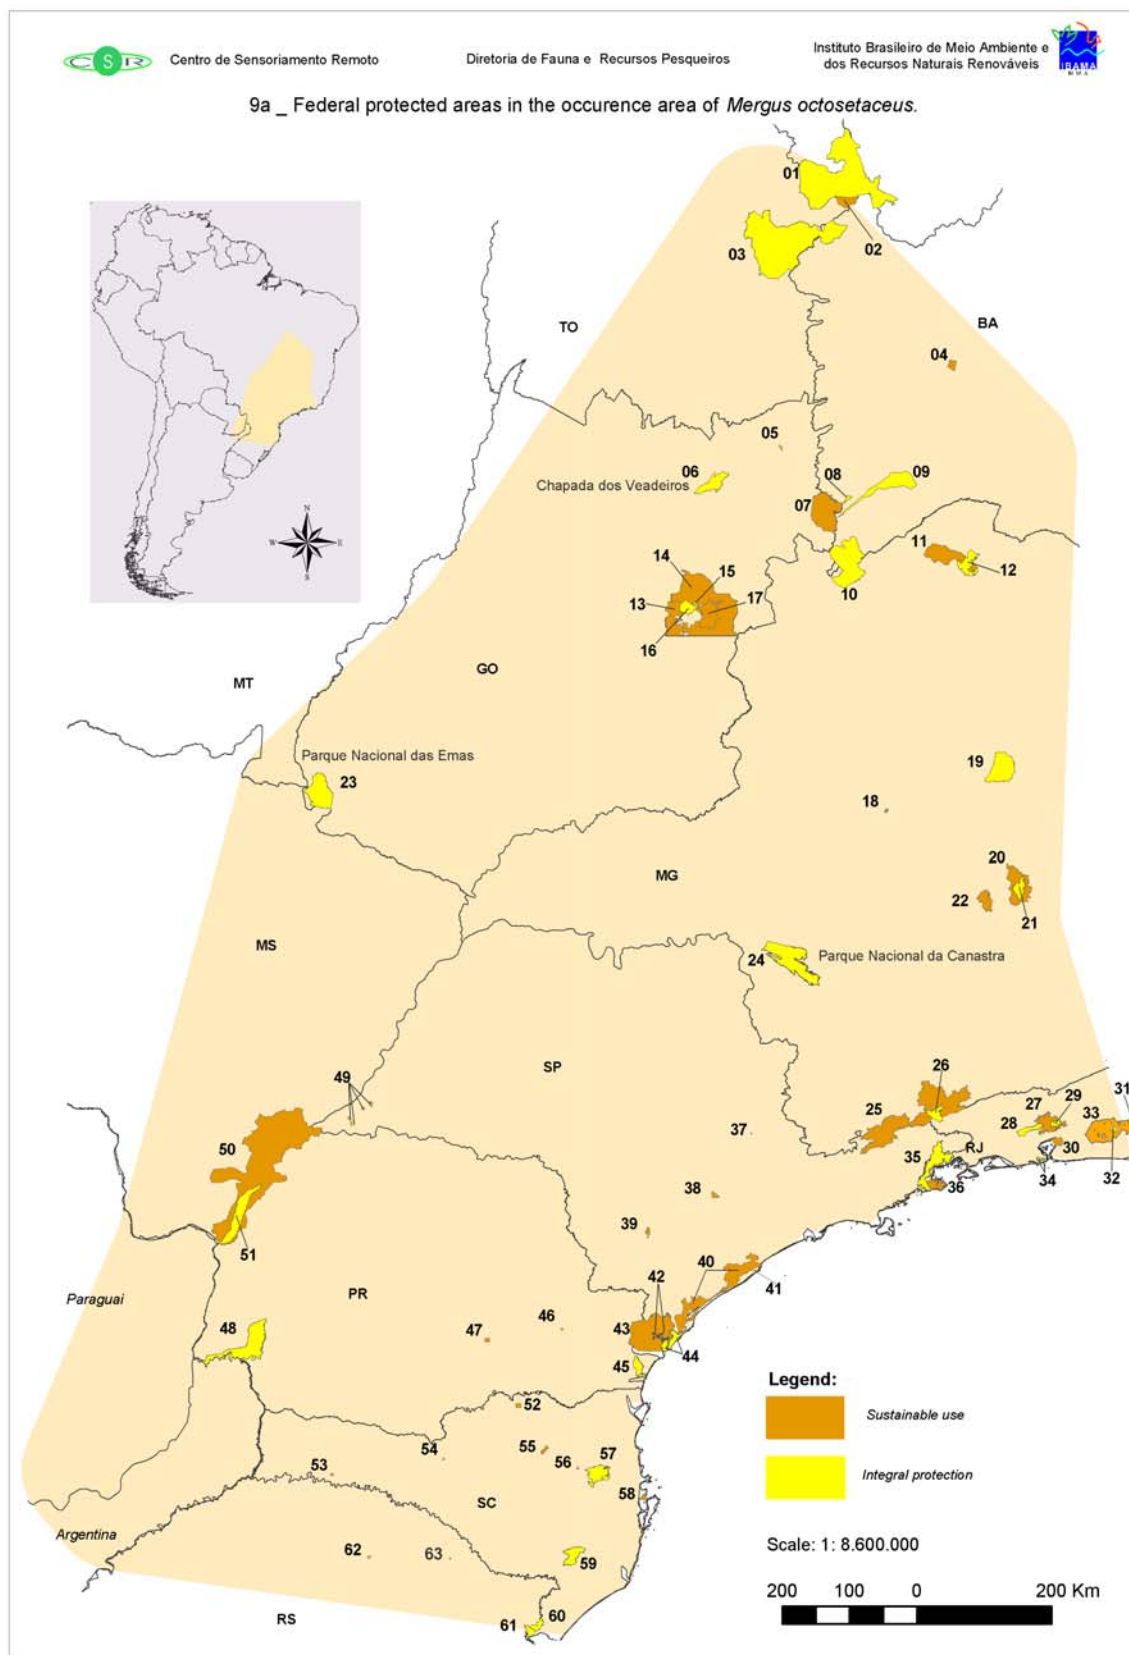 CSR
Centro de Sensoriamento Remoto
Diretoria de Fauna e Recursos Pesqueiros
Instituto Brasileiro de Meio Ambiente e
dos Recursos Naturais Renováveis
IBAMA
M M A
9a _ Federal protected areas in the occurence area of Mergus octosetaceus.
01
02
03
TO
BA
04
N
W E
S
05
06
Chapada dos Veadeiros
08
09
07
10
11
12
14
15
13
17
16
GO
MT
Parque Nacional das Emas
23
19
18
MG
20
22
21
MS
24
Parque Nacional da Canastra
SP
49
26
25
27
29
33
31
28
30
34
32
RJ
35
36
37
50
38
39
51
40
41
42
Paraguai
PR
48
47
46
43
44
45
Legend:
Sustainable use
Integral protection
52
54
55
56
57
53
58
SC
Argentina
62
63
59
Scale: 1: 8.600.000
RS
61
60
200 100 0 200 Km